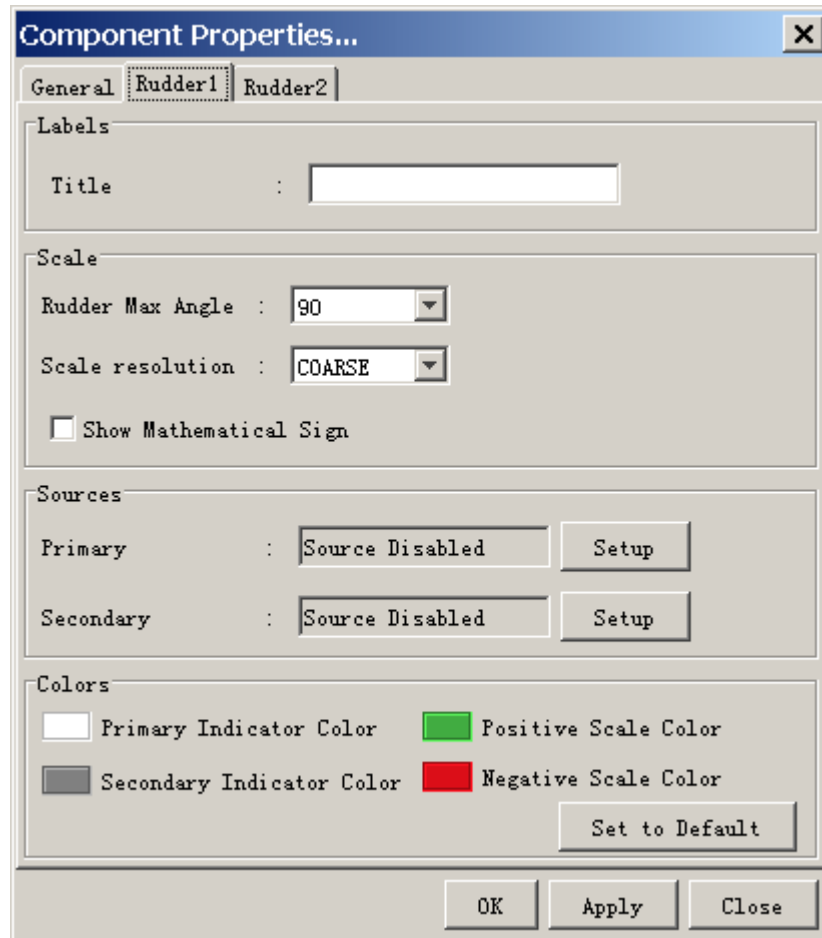 Component Properties...
General Rudder1 Rudder2
Labels
Title :
Scale
Rudder Max Angle : 90
Scale resolution : COARSE
Show Mathematical Sign
Sources
Primary : Source Disabled Setup
Secondary : Source Disabled Setup
Colors
Primary Indicator Color Positive Scale Color
Secondary Indicator Color Negative Scale Color
Set to Default
OK Apply Close